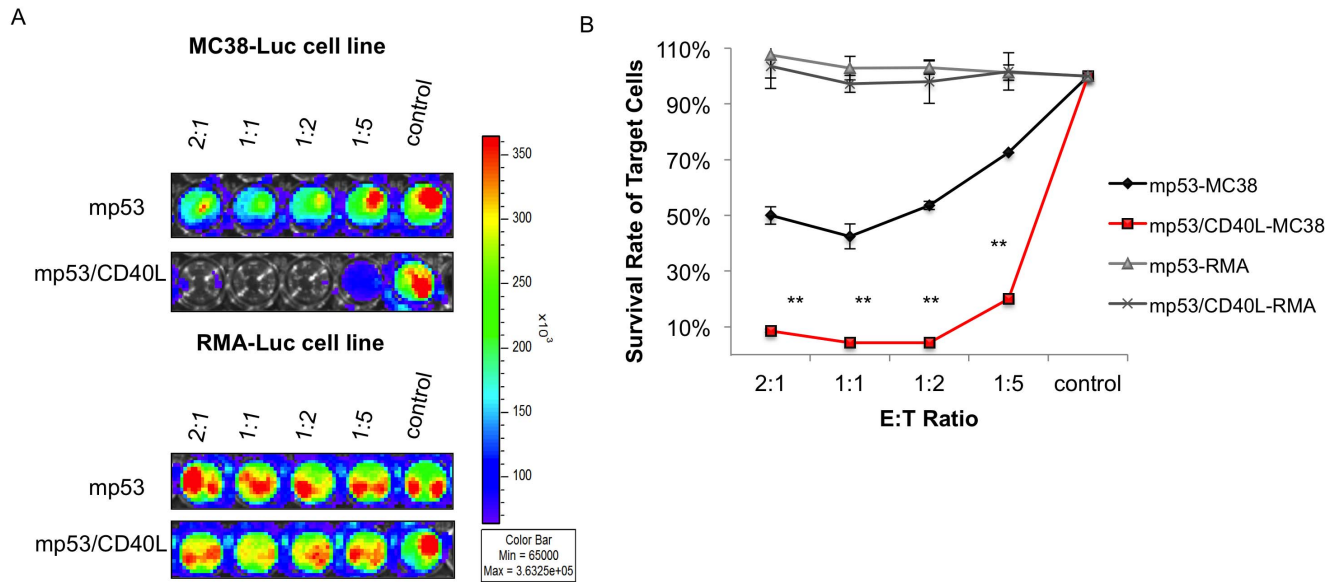 A
MC38-Luc cell line
2:1 1:1 1:2 1:5 control
mp53
mp53/CD40L
RMA-Luc cell line
2:1 1:1 1:2 1:5 control
mp53
mp53/CD40L
350
300
250
200
150
100
×10³
Color Bar
Min = 65000
Max = 3.6325e+05
B
Survival Rate of Target Cells
110%
90%
70%
50%
30%
10%
** ** ** **
2:1 1:1 1:2 1:5 control
E:T Ratio
mp53-MC38
mp53/CD40L-MC38
mp53-RMA
mp53/CD40L-RMA